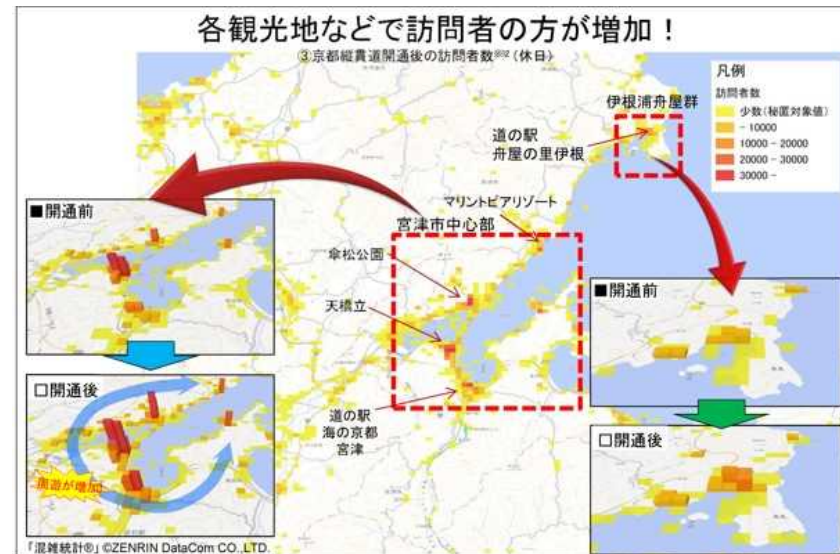 各観光地などで訪問者の方が増加！
③京都縦貫道開通後の訪問者数※2(休日)
凡例
訪問者数
少数(秘匿対象値)
- 10000
10000 - 20000
20000 - 30000
30000 -
伊根浦舟屋群
道の駅
舟屋の里伊根
マリントピアリゾート
宮津市中心部
傘松公園
天橋立
道の駅
海の京都
宮津
■開通前
□開通後
周遊が増加!
■開通前
□開通後
「混雑統計®」©ZENRIN DataCom CO.,LTD.